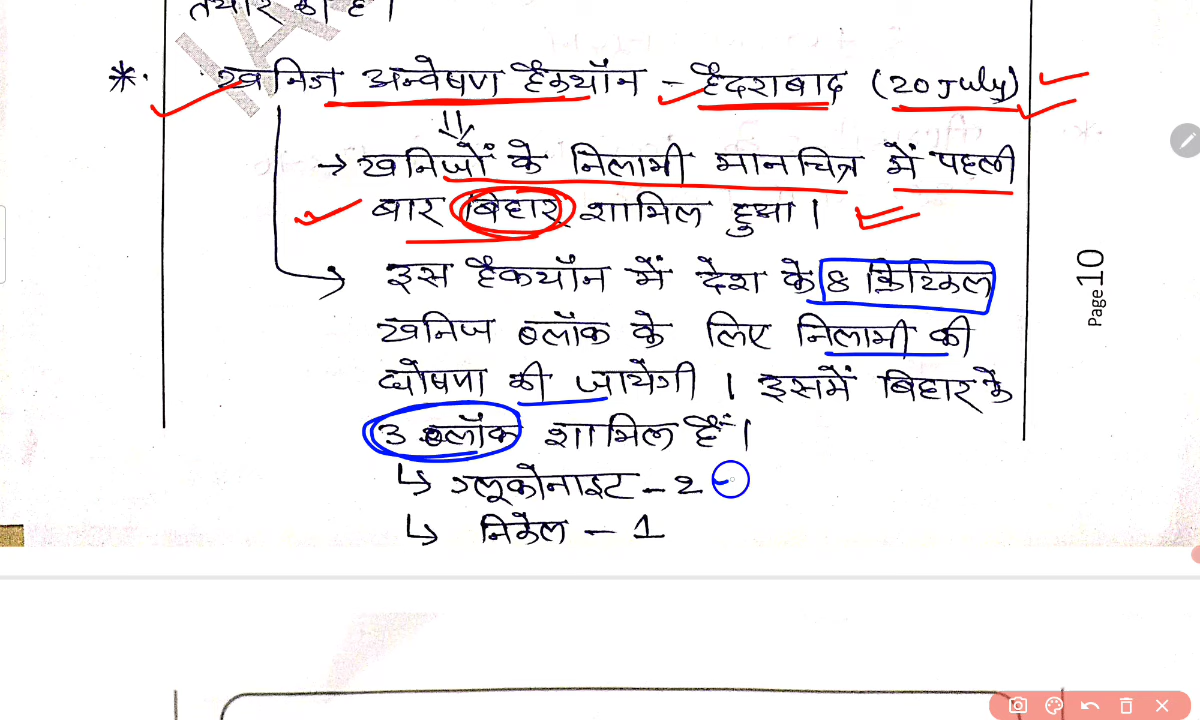 तैयार की है।
*. खनिज अन्वेषण हैकथॉन – हैदराबाद (20 July)
→ खनिजों के निलामी मानचित्र में पहली
बार बिहार शामिल हुआ।
→ इस हैकथॉन में देश के 8 क्रिटिकल
खनिज ब्लॉक के लिए निलामी की
घोषणा की जायेगी। इसमें बिहार के
3 ब्लॉक शामिल हैं।
↳ ग्लूकोनाइट – 2
↳ निकेल – 1
Page 10